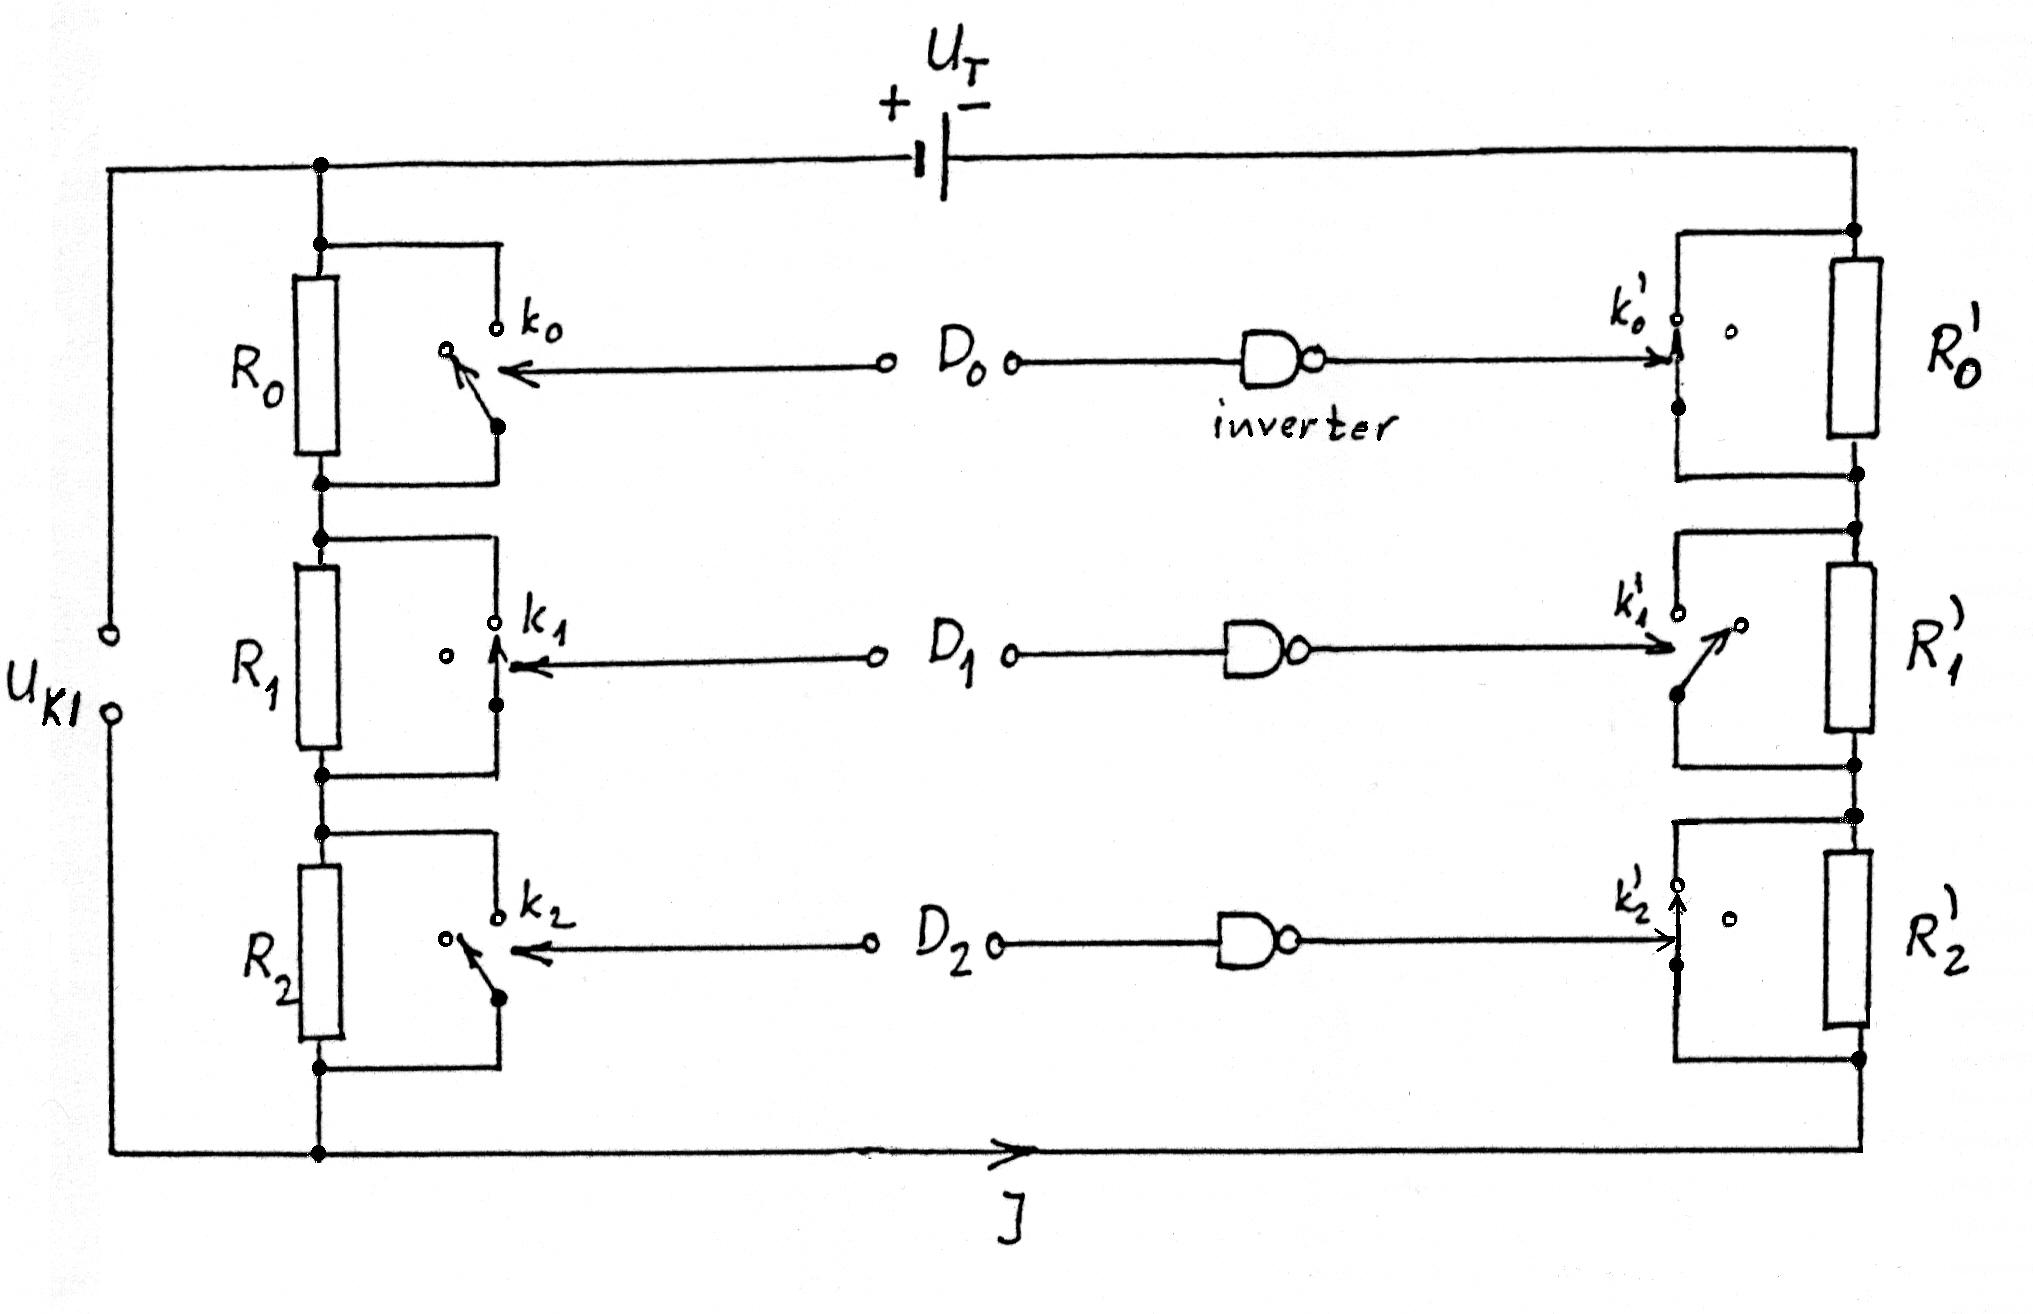 U_T
+ −
k_0
R_0
D_0
inverter
k'_0
R'_0
k_1
R_1
D_1
k'_1
R'_1
U_KI
k_2
R_2
D_2
k'_2
R'_2
J